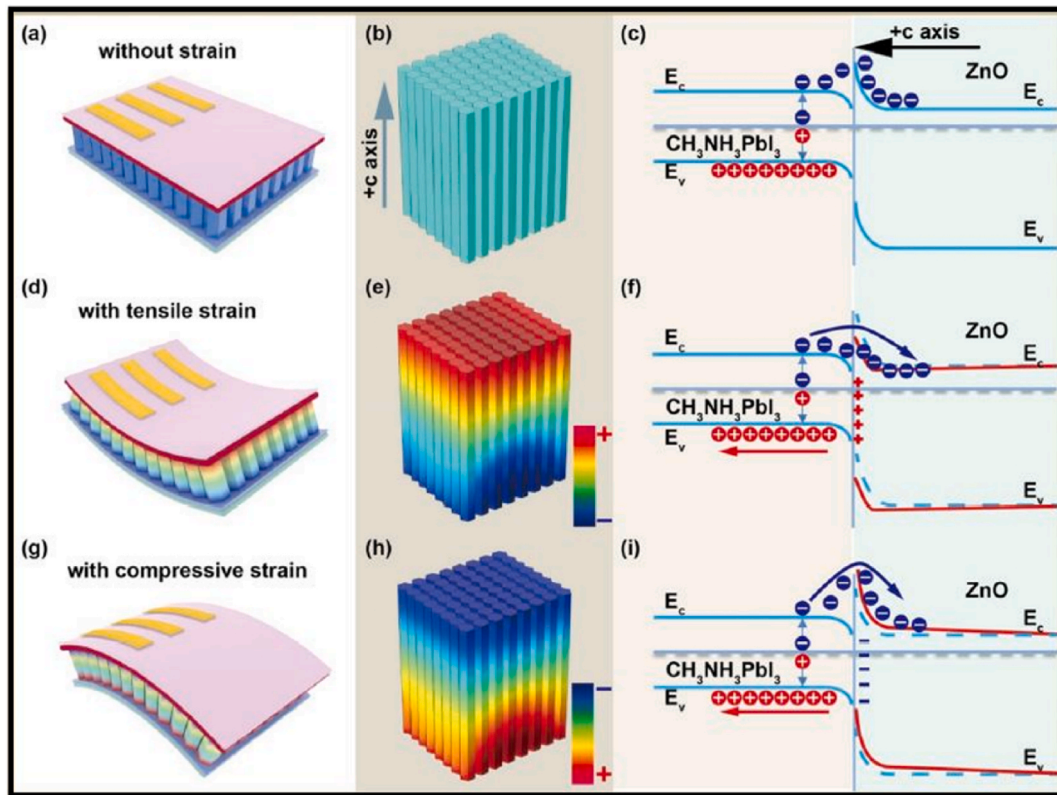 (a)
without strain
(b)
+c axis
(c)
+c axis
ZnO
E_c
E_c
CH₃NH₃PbI₃
E_v
E_v
(d)
with tensile strain
(e)
+
−
(f)
ZnO
E_c
E_c
CH₃NH₃PbI₃
E_v
E_v
(g)
with compressive strain
(h)
−
+
(i)
ZnO
E_c
E_c
CH₃NH₃PbI₃
E_v
E_v